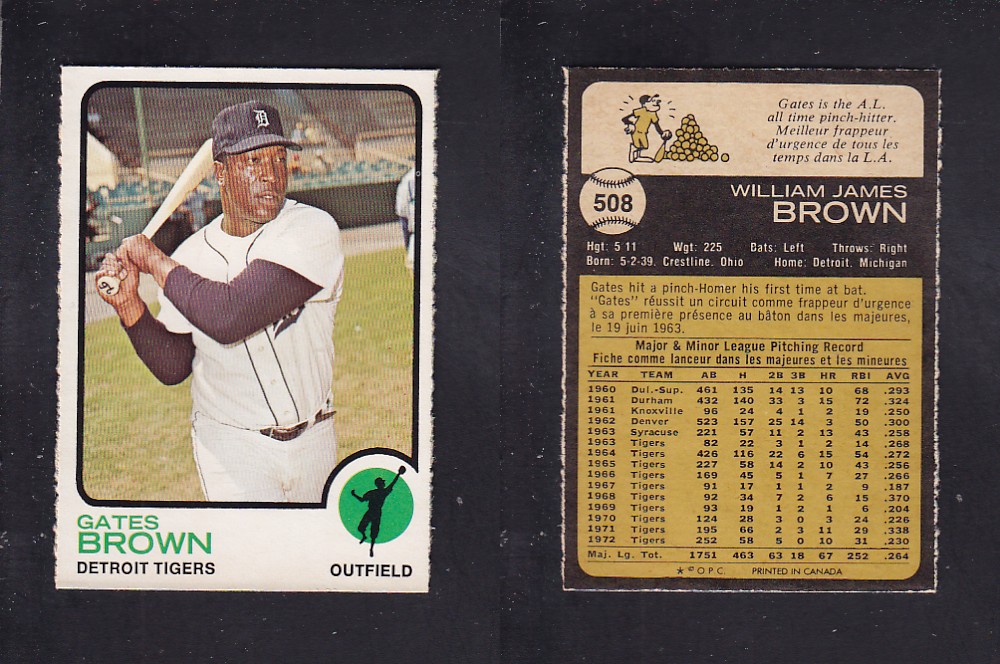 D
26
GATES
BROWN
DETROIT TIGERS
OUTFIELD
Gates is the A.L.
all time pinch-hitter.
Meilleur frappeur
d'urgence de tous les
temps dans la L.A.
508
WILLIAM JAMES
BROWN
Hgt: 5 11 Wgt: 225 Bats: Left Throws: Right
Born: 5-2-39, Crestline, Ohio Home: Detroit, Michigan
Gates hit a pinch-Homer his first time at bat.
"Gates" réussit un circuit comme frappeur d'urgence
à sa première présence au bâton dans les majeures,
le 19 juin 1963.
Major & Minor League Pitching Record
Fiche comme lanceur dans les majeures et les mineures
YEAR TEAM AB H 2B 3B HR RBI AVG
1960 Dul.-Sup. 461 135 14 13 10 68 .293
1961 Durham 432 140 33 3 15 72 .324
1961 Knoxville 96 24 4 1 2 19 .250
1962 Denver 523 157 25 14 3 50 .300
1963 Syracuse 221 57 11 2 13 43 .258
1963 Tigers 82 22 3 1 2 14 .268
1964 Tigers 426 116 22 6 15 54 .272
1965 Tigers 227 58 14 2 10 43 .256
1966 Tigers 169 45 5 1 7 27 .266
1967 Tigers 91 17 1 1 2 9 .187
1968 Tigers 92 34 7 2 6 15 .370
1969 Tigers 93 19 1 2 1 6 .204
1970 Tigers 124 28 3 0 3 24 .226
1971 Tigers 195 66 2 3 11 29 .338
1972 Tigers 252 58 5 0 10 31 .230
Maj. Lg. Tot. 1751 463 63 18 67 252 .264
★ © O.P.C. PRINTED IN CANADA